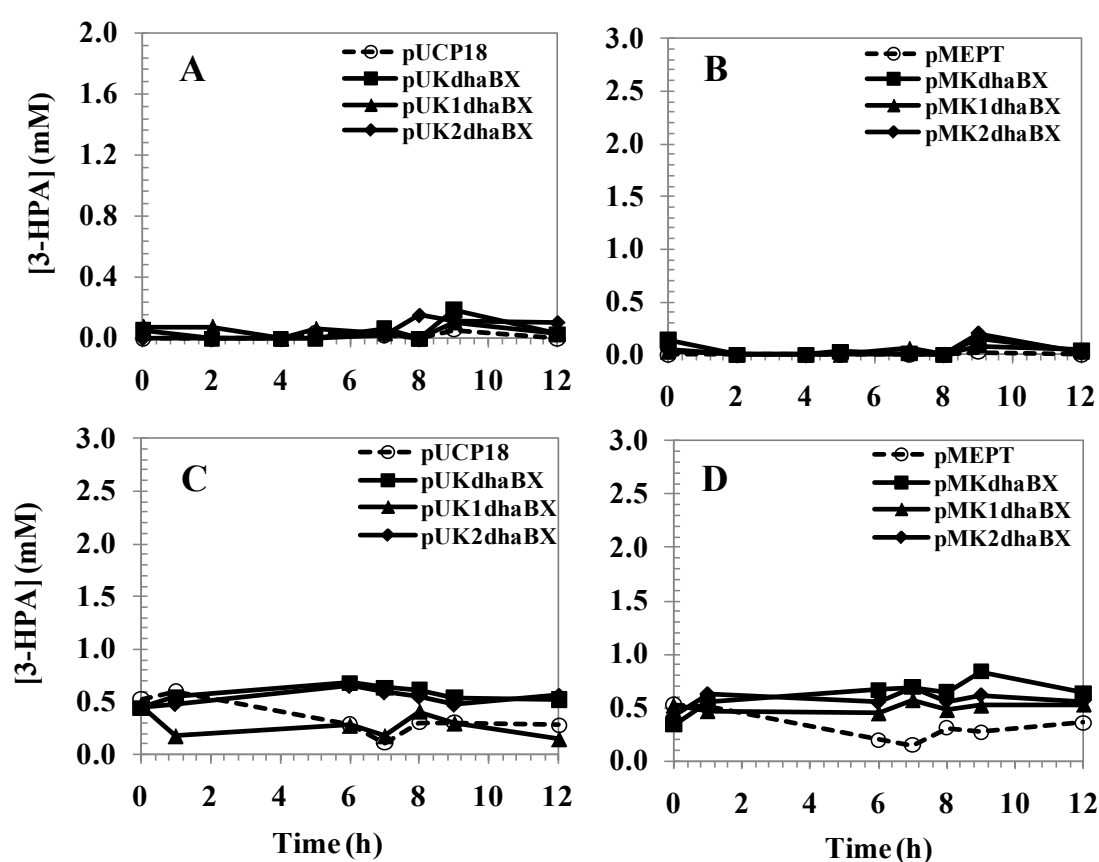 A
pUCP18
pUKdhaBX
pUK1dhaBX
pUK2dhaBX
[3-HPA] (mM)
2.0
1.6
1.2
0.8
0.4
0.0
0 2 4 6 8 10 12
B
pMEPT
pMKdhaBX
pMK1dhaBX
pMK2dhaBX
3.0
2.5
2.0
1.5
1.0
0.5
0.0
0 2 4 6 8 10 12
C
pUCP18
pUKdhaBX
pUK1dhaBX
pUK2dhaBX
[3-HPA] (mM)
3.0
2.5
2.0
1.5
1.0
0.5
0.0
0 2 4 6 8 10 12
Time (h)
D
pMEPT
pMKdhaBX
pMK1dhaBX
pMK2dhaBX
3.0
2.5
2.0
1.5
1.0
0.5
0.0
0 2 4 6 8 10 12
Time (h)